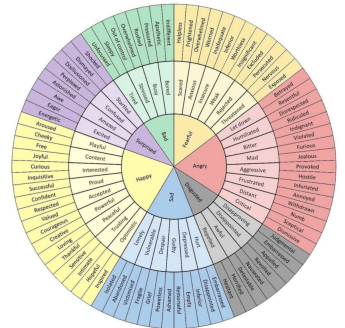 Bad
Fearful
Angry
Disgusted
Sad
Happy
Surprised
Bored
Busy
Stressed
Tired
Scared
Anxious
Insecure
Weak
Rejected
Threatened
Let down
Humiliated
Bitter
Mad
Aggressive
Frustrated
Distant
Critical
Disapproving
Disappointed
Awful
Repelled
Hurt
Depressed
Guilty
Despair
Vulnerable
Lonely
Optimistic
Trusting
Peaceful
Powerful
Accepted
Proud
Interested
Content
Playful
Excited
Amazed
Confused
Startled
Indifferent
Apathetic
Pressured
Rushed
Overwhelmed
Out of control
Sleepy
Unfocused
Helpless
Frightened
Overwhelmed
Worried
Inadequate
Inferior
Worthless
Insignificant
Excluded
Persecuted
Nervous
Exposed
Betrayed
Resentful
Disrespected
Ridiculed
Indignant
Violated
Furious
Jealous
Provoked
Hostile
Infuriated
Annoyed
Withdrawn
Numb
Sceptical
Dismissive
Judgmental
Embarrassed
Appalled
Revolted
Nauseated
Detestable
Horrified
Hesitant
Embarrassed
Disappointed
Inferior
Empty
Remorseful
Ashamed
Powerless
Grief
Fragile
Victimised
Abandoned
Isolated
Inspired
Hopeful
Intimate
Sensitive
Thankful
Loving
Creative
Courageous
Valued
Respected
Confident
Successful
Inquisitive
Curious
Joyful
Free
Cheeky
Aroused
Energetic
Eager
Awe
Astonished
Perplexed
Disillusioned
Dismayed
Shocked